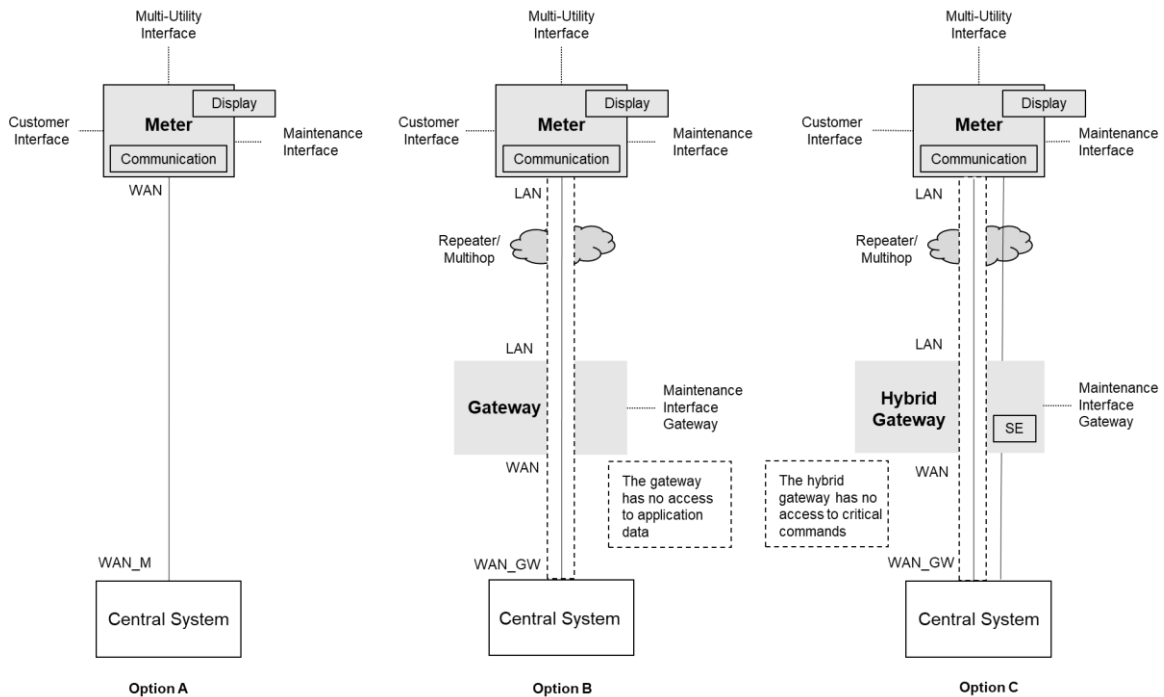 Multi-Utility
Interface
Display
Customer
Interface
Meter
Maintenance
Interface
Communication
WAN
WAN_M
Central System
Option A
Multi-Utility
Interface
Display
Customer
Interface
Meter
Maintenance
Interface
Communication
LAN
Repeater/
Multihop
LAN
Gateway
Maintenance
Interface
Gateway
WAN
The gateway
has no access
to application
data
WAN_GW
Central System
Option B
Multi-Utility
Interface
Display
Customer
Interface
Meter
Maintenance
Interface
Communication
LAN
Repeater/
Multihop
LAN
Hybrid
Gateway
SE
Maintenance
Interface
Gateway
WAN
The hybrid
gateway has no
access to critical
commands
WAN_GW
Central System
Option C